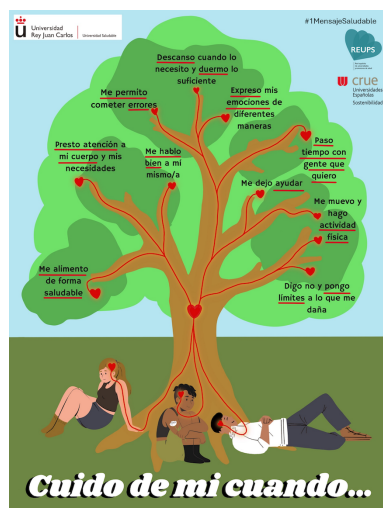 Universidad
Rey Juan Carlos
Universidad Saludable
#1MensajeSaludable
REUPS
crue
Universidades
Españolas
Sostenibilidad
Descanso cuando lo
necesito y duermo lo
suficiente
Me permito
cometer errores
Expreso mis
emociones de
diferentes
maneras
Presto atención a
mi cuerpo y mis
necesidades
Me hablo
bien a mí
mismo/a
Paso
tiempo con
gente que
quiero
Me dejo ayudar
Me muevo y
hago
actividad
física
Me alimento
de forma
saludable
Digo no y pongo
límites a lo que me
daña
Cuido de mi cuando...